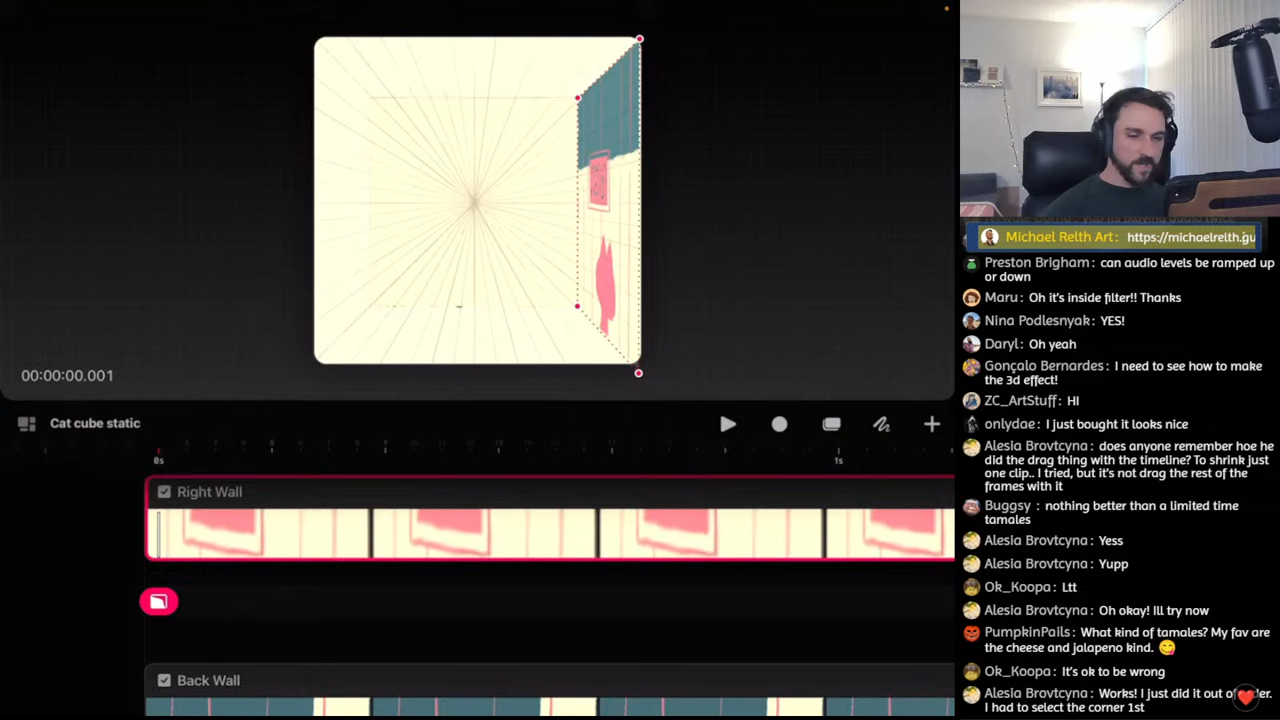 00:00:00.001
Cat cube static
0s
1s
Right Wall
Back Wall
Michael Relth Art: https://michaelrelth.gu
Preston Brigham: can audio levels be ramped up
or down
Maru: Oh it's inside filter!! Thanks
Nina Podlesnyak: YES!
Daryl: Oh yeah
Gonçalo Bernardes: I need to see how to make
the 3d effect!
ZC_ArtStuff: HI
onlydae: I just bought it looks nice
Alesia Brovtcyna: does anyone remember hoe he
did the drag thing with the timeline? To shrink just
one clip.. I tried, but it's not drag the rest of the
frames with it
Buggsy : nothing better than a limited time
tamales
Alesia Brovtcyna: Yess
Alesia Brovtcyna: Yupp
Ok_Koopa: Ltt
Alesia Brovtcyna: Oh okay! Ill try now
PumpkinPails: What kind of tamales? My fav are
the cheese and jalapeno kind. 😋
Ok_Koopa: It's ok to be wrong
Alesia Brovtcyna: Works! I just did it out of
I had to select the corner 1st